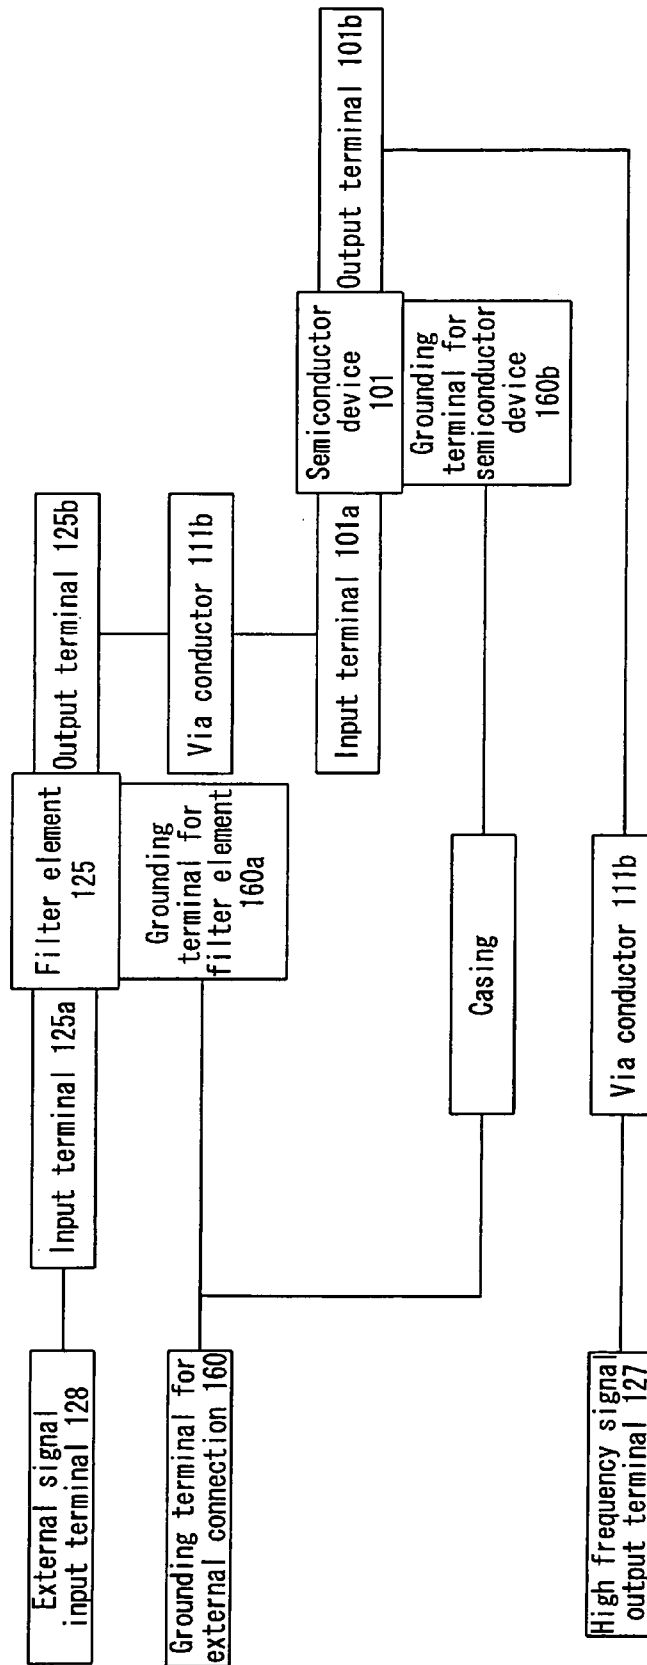 External signal
input terminal 128
Input terminal 125a
Filter element
125
Output terminal 125b
Grounding terminal for
external connection 160
Grounding
terminal for
filter element
160a
Via conductor 111b
Input terminal 101a
Semiconductor
device
101
Output terminal 101b
Grounding
terminal for
semiconductor
device
160b
Casing
High frequency signal
output terminal 127
Via conductor 111b